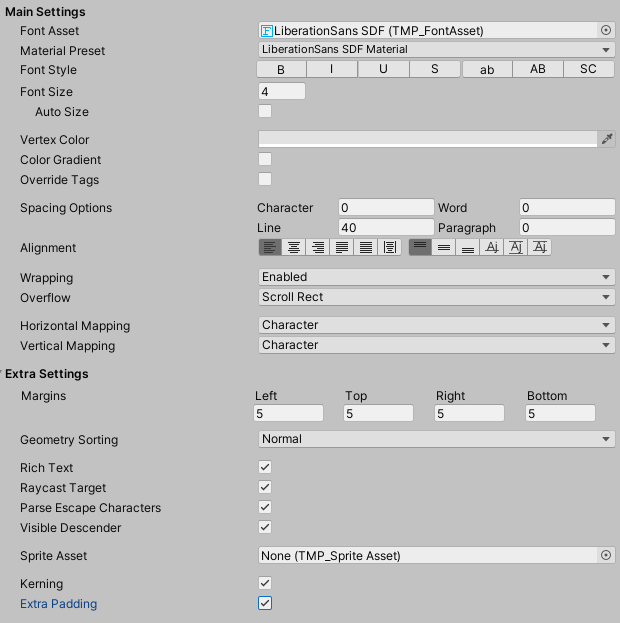 Main Settings
Font Asset LiberationSans SDF (TMP_FontAsset)
Material Preset LiberationSans SDF Material
Font Style B I U S ab AB SC
Font Size 4
Auto Size
Vertex Color
Color Gradient
Override Tags
Spacing Options Character 0 Word 0
Line 40 Paragraph 0
Alignment
Wrapping Enabled
Overflow Scroll Rect
Horizontal Mapping Character
Vertical Mapping Character
Extra Settings
Margins Left Top Right Bottom
5 5 5 5
Geometry Sorting Normal
Rich Text
Raycast Target
Parse Escape Characters
Visible Descender
Sprite Asset None (TMP_Sprite Asset)
Kerning
Extra Padding